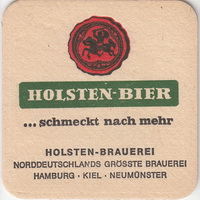 HOLSTEN-BIER
...schmeckt nach mehr
HOLSTEN-BRAUEREI
NORDDEUTSCHLANDS GRÖSSTE BRAUEREI
HAMBURG · KIEL · NEUMÜNSTER